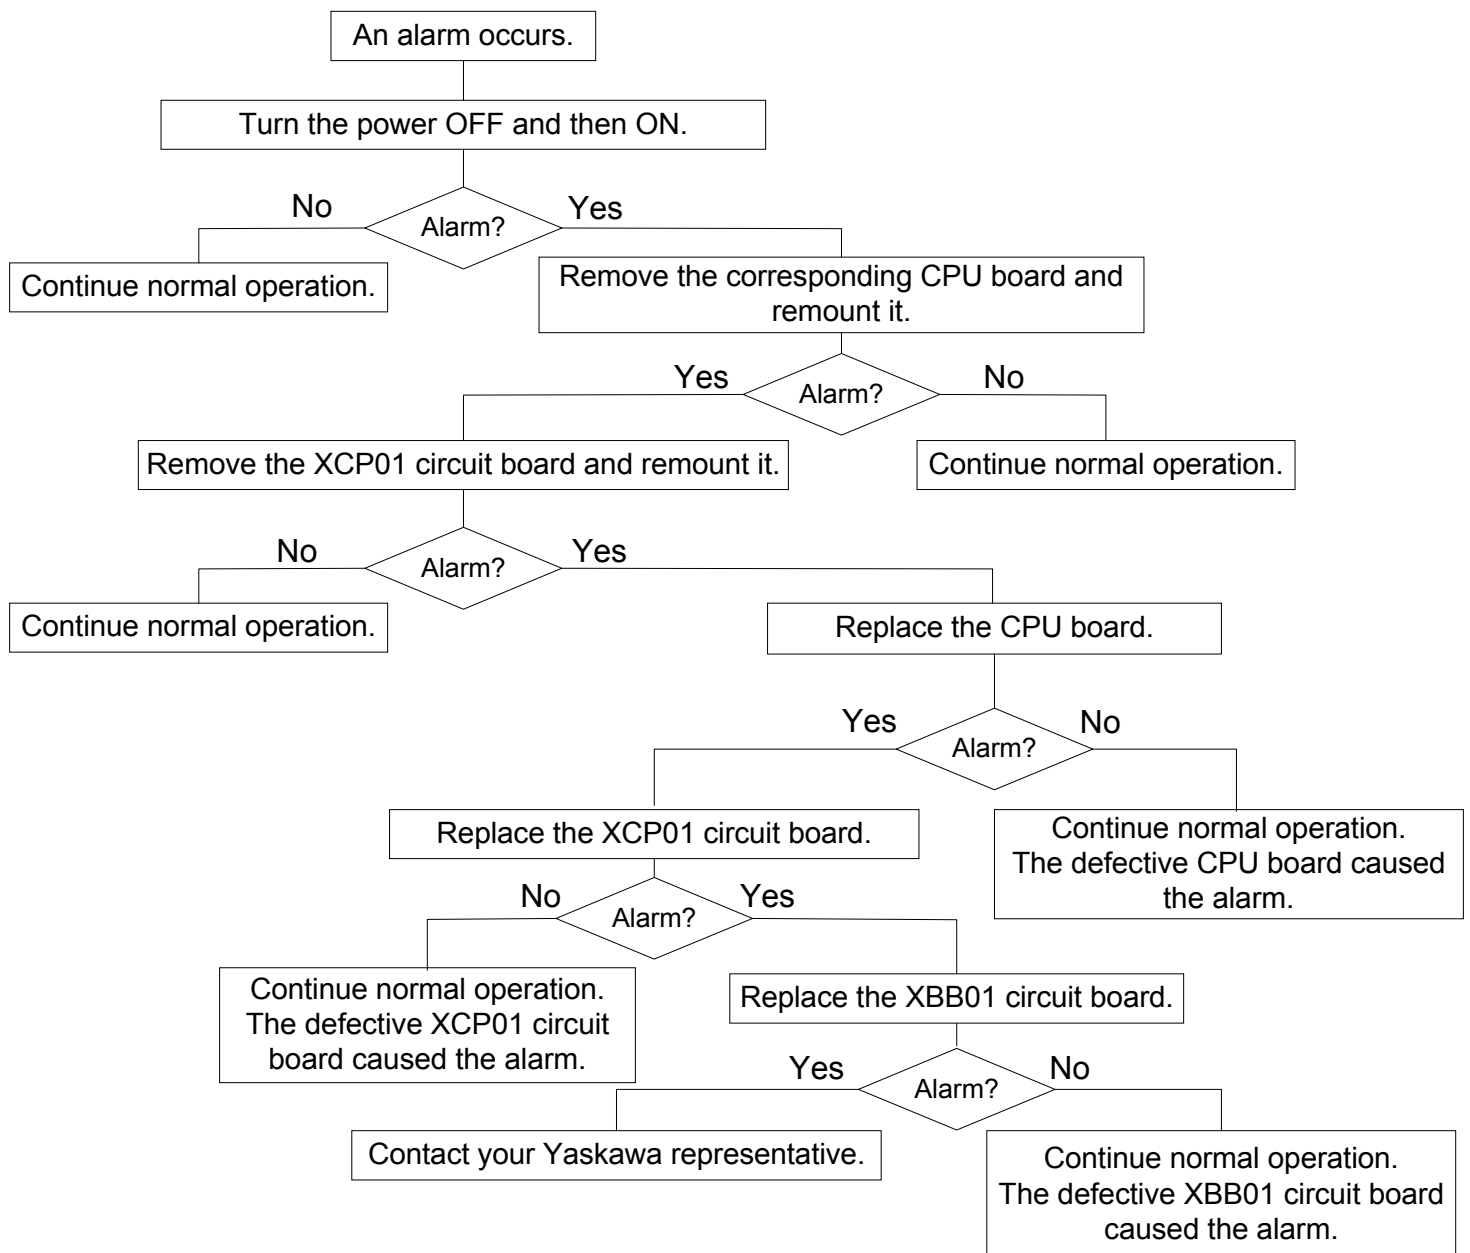 An alarm occurs.
Turn the power OFF and then ON.
No
Alarm?
Yes
Continue normal operation.
Remove the corresponding CPU board and
remount it.
Yes
Alarm?
No
Remove the XCP01 circuit board and remount it.
Continue normal operation.
No
Alarm?
Yes
Continue normal operation.
Replace the CPU board.
Yes
Alarm?
No
Replace the XCP01 circuit board.
Continue normal operation.
The defective CPU board caused
the alarm.
No
Alarm?
Yes
Continue normal operation.
The defective XCP01 circuit
board caused the alarm.
Replace the XBB01 circuit board.
Yes
Alarm?
No
Contact your Yaskawa representative.
Continue normal operation.
The defective XBB01 circuit board
caused the alarm.